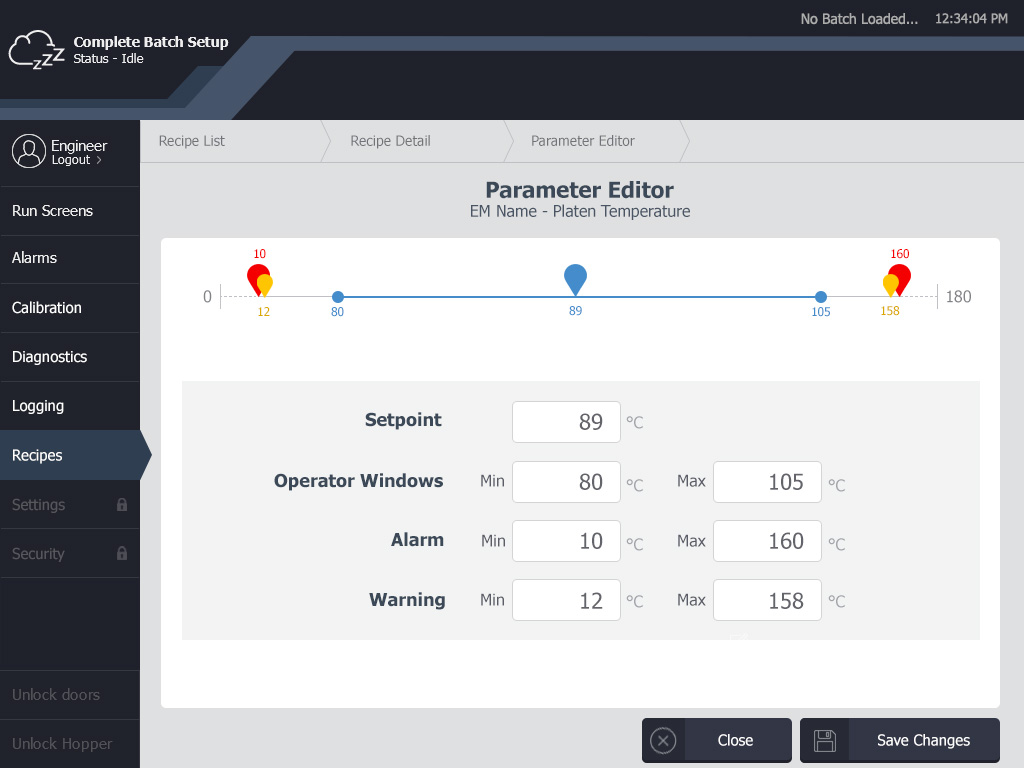 No Batch Loaded... 12:34:04 PM
Complete Batch Setup
Status - Idle
zzz
Engineer
Logout >
Recipe List
Recipe Detail
Parameter Editor
Run Screens
Alarms
Calibration
Diagnostics
Logging
Recipes
Settings
Security
Unlock doors
Unlock Hopper
Parameter Editor
EM Name - Platen Temperature
10
160
0
180
12
80
89
105
158
Setpoint 89 °C
Operator Windows Min 80 °C Max 105 °C
Alarm Min 10 °C Max 160 °C
Warning Min 12 °C Max 158 °C
Close
Save Changes